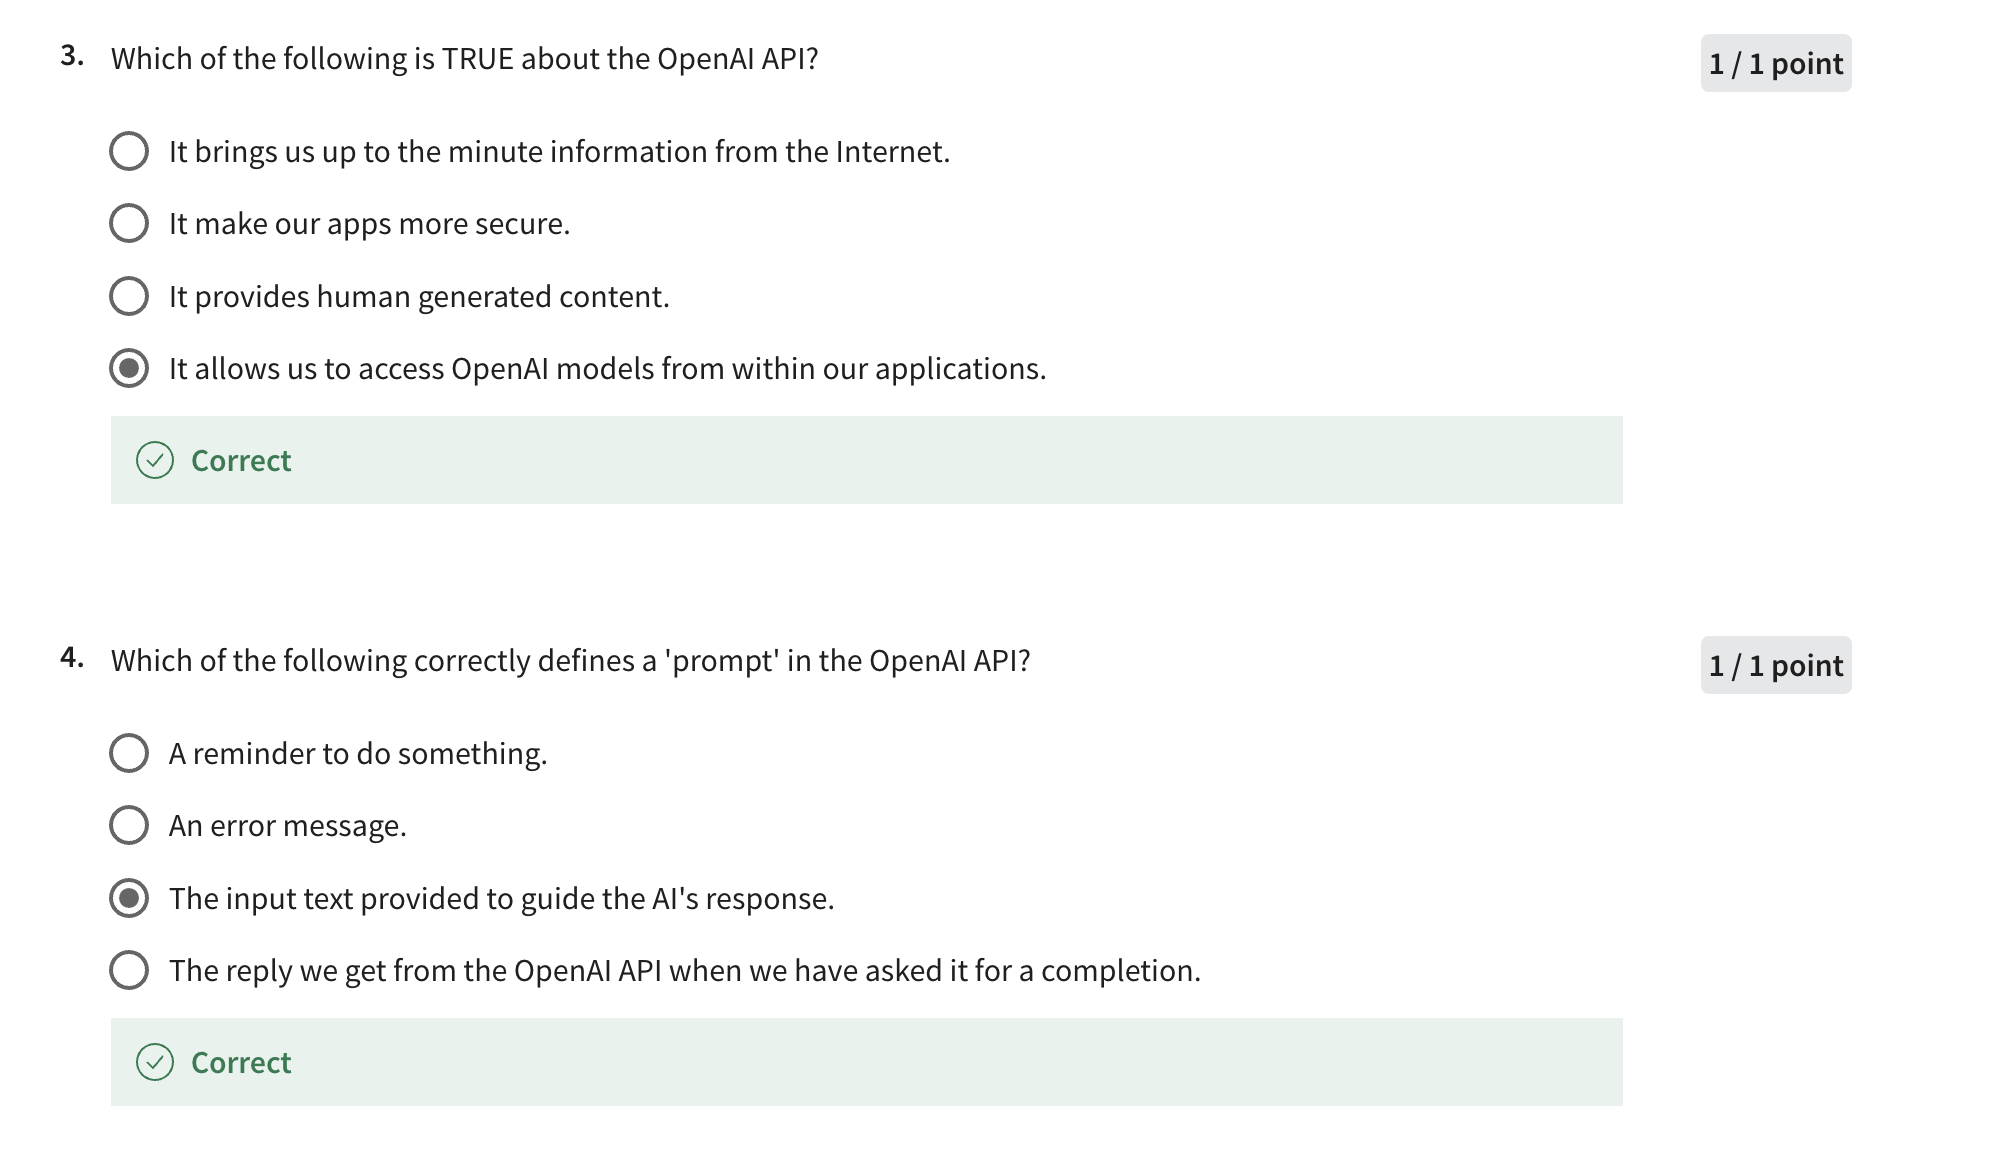 3. Which of the following is TRUE about the OpenAI API?
1 / 1 point
It brings us up to the minute information from the Internet.
It make our apps more secure.
It provides human generated content.
It allows us to access OpenAI models from within our applications.
Correct
4. Which of the following correctly defines a 'prompt' in the OpenAI API?
1 / 1 point
A reminder to do something.
An error message.
The input text provided to guide the AI's response.
The reply we get from the OpenAI API when we have asked it for a completion.
Correct